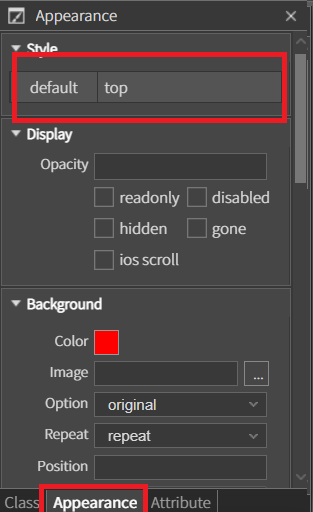 Appearance
Style
default top
Display
Opacity
readonly disabled
hidden gone
ios scroll
Background
Color
Image ...
Option original
Repeat repeat
Position
Class Appearance Attribute